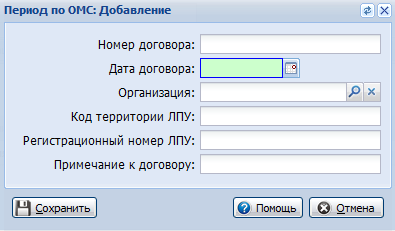 Период по ОМС: Добавление
Номер договора:
Дата договора:
Организация:
Код территории ЛПУ:
Регистрационный номер ЛПУ:
Примечание к договору:
Сохранить Помощь Отмена